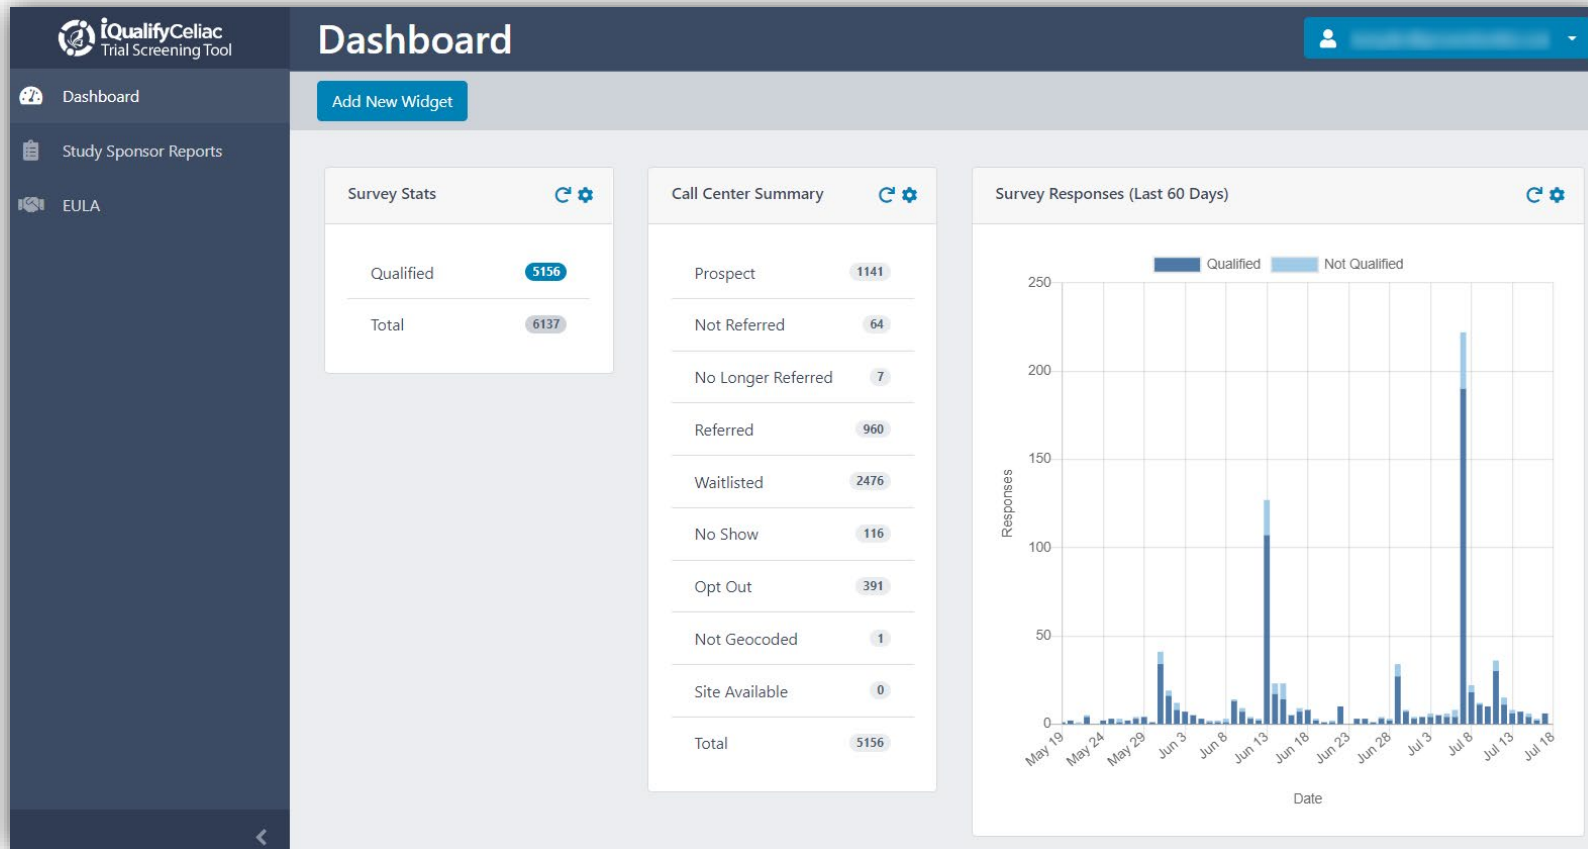 iQualifyCeliac
Trial Screening Tool
Dashboard
Dashboard
Study Sponsor Reports
EULA
Add New Widget
Survey Stats
Qualified 5156
Total 6137
Call Center Summary
Prospect 1141
Not Referred 64
No Longer Referred 7
Referred 960
Waitlisted 2476
No Show 116
Opt Out 391
Not Geocoded 1
Site Available 0
Total 5156
Survey Responses (Last 60 Days)
Qualified Not Qualified
250
200
150
100
50
0
Responses
May 19 May 24 May 29 Jun 3 Jun 8 Jun 13 Jun 18 Jun 23 Jun 28 Jul 3 Jul 8 Jul 13 Jul 18
Date